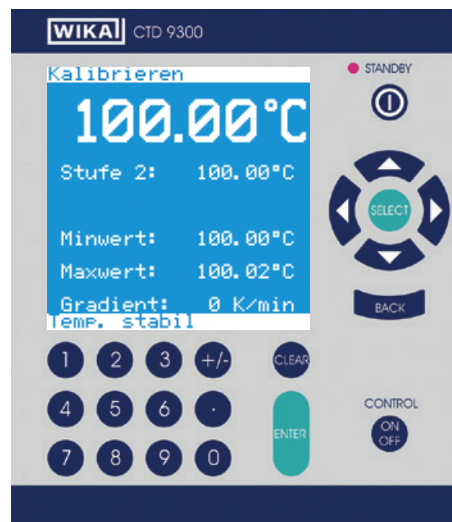 WIKA CTD 9300
Kalibrieren
STANDBY
100.00°C
Stufe 2: 100.00°C
SELECT
Minwert: 100.00°C
Maxwert: 100.02°C
Gradient: 0 K/min
BACK
Temp. stabil
1 2 3 +/- CLEAR
4 5 6 .
CONTROL
ENTER
ON
OFF
7 8 9 0